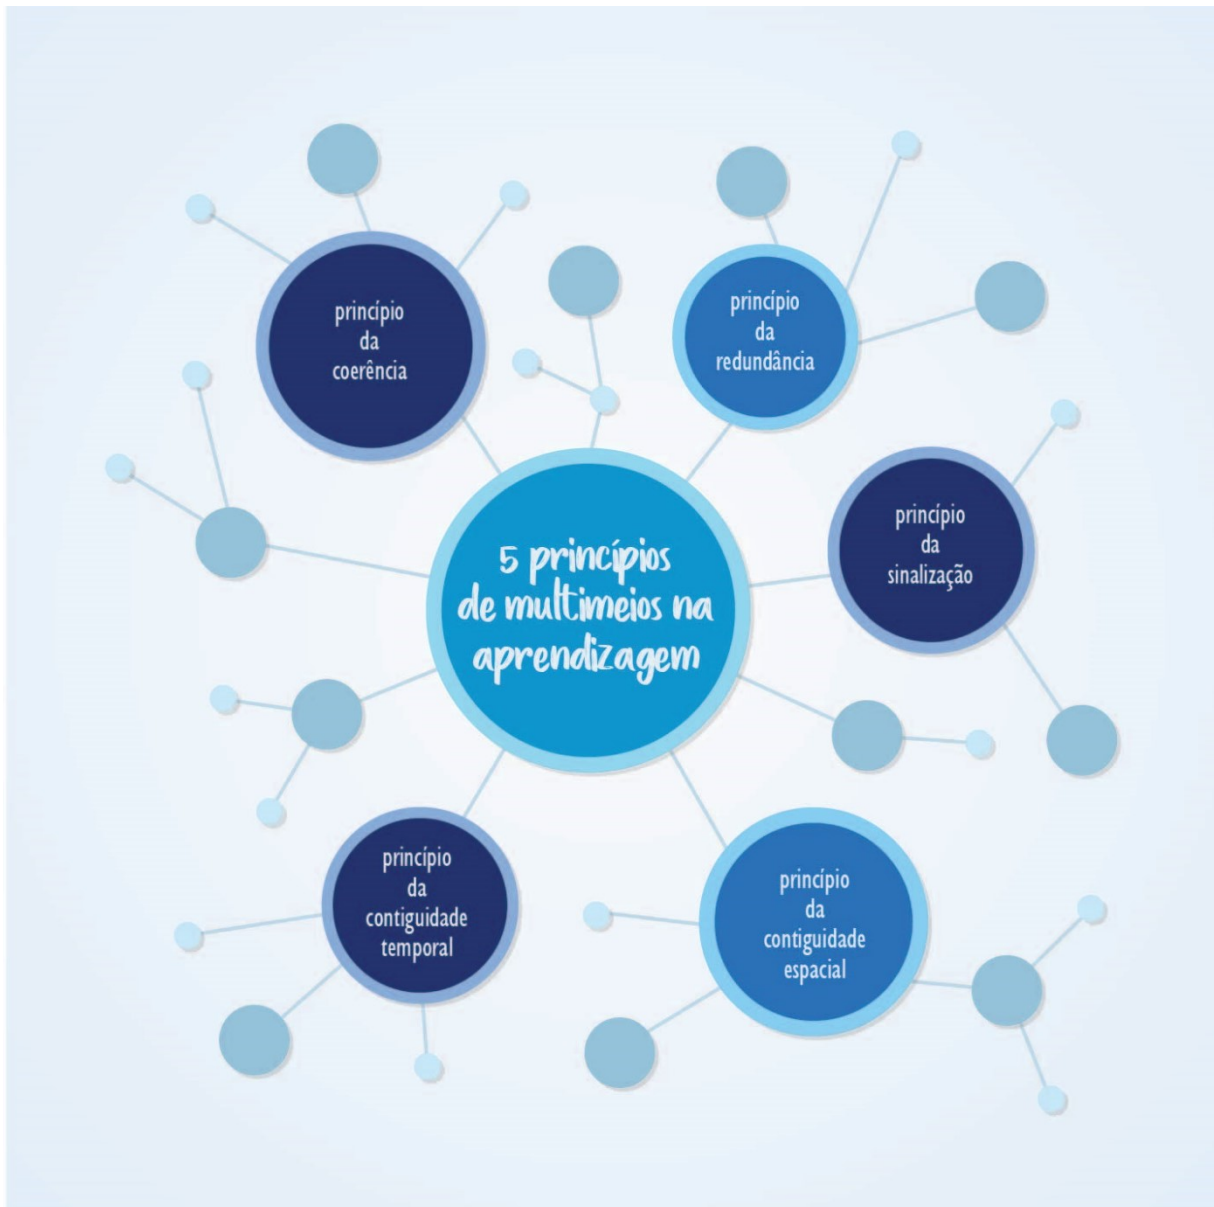 princípio
da
coerência
princípio
da
redundância
princípio
da
sinalização
5 princípios
de multimeios na
aprendizagem
princípio
da
contiguidade
temporal
princípio
da
contiguidade
espacial